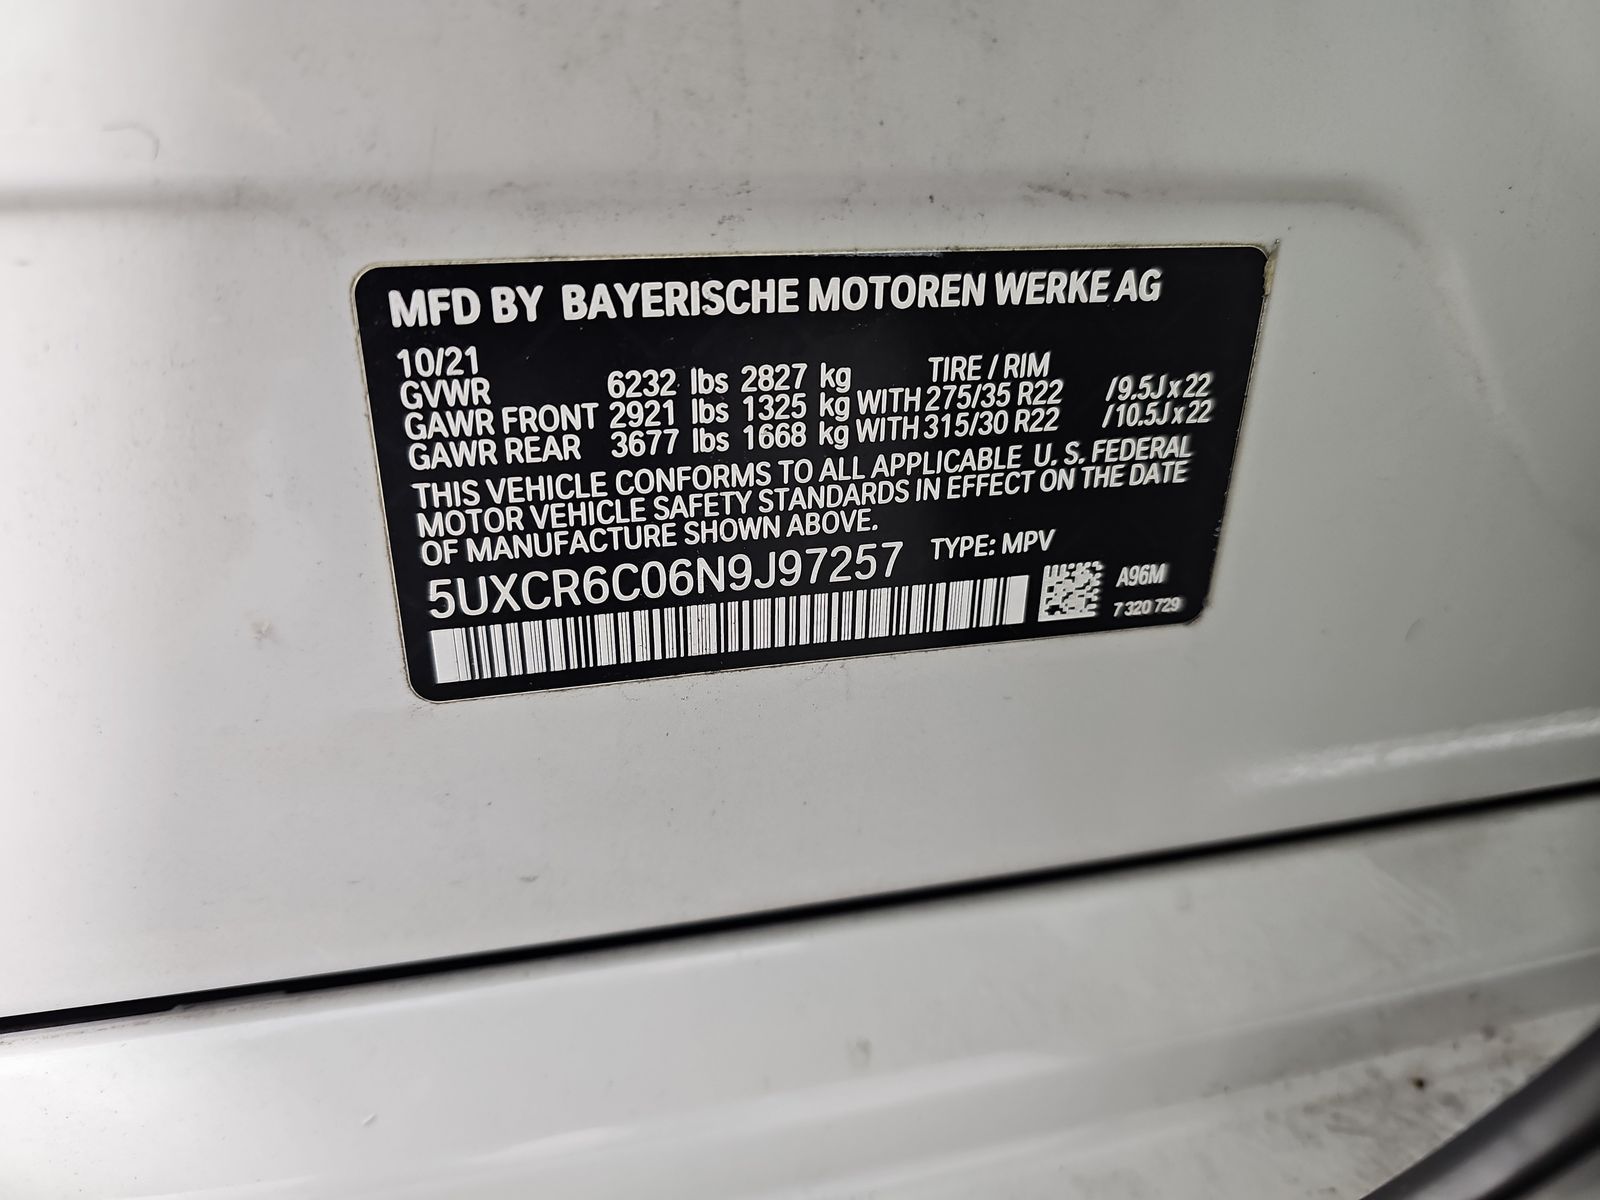 MFD BY BAYERISCHE MOTOREN WERKE AG
10/21
GVWR 6232 lbs 2827 kg TIRE / RIM
GAWR FRONT 2921 lbs 1325 kg WITH 275/35 R22 /9.5J x 22
GAWR REAR 3677 lbs 1668 kg WITH 315/30 R22 /10.5J x 22
THIS VEHICLE CONFORMS TO ALL APPLICABLE U. S. FEDERAL
MOTOR VEHICLE SAFETY STANDARDS IN EFFECT ON THE DATE
OF MANUFACTURE SHOWN ABOVE.
5UXCR6C06N9J97257 TYPE: MPV
A96M
7 320 729